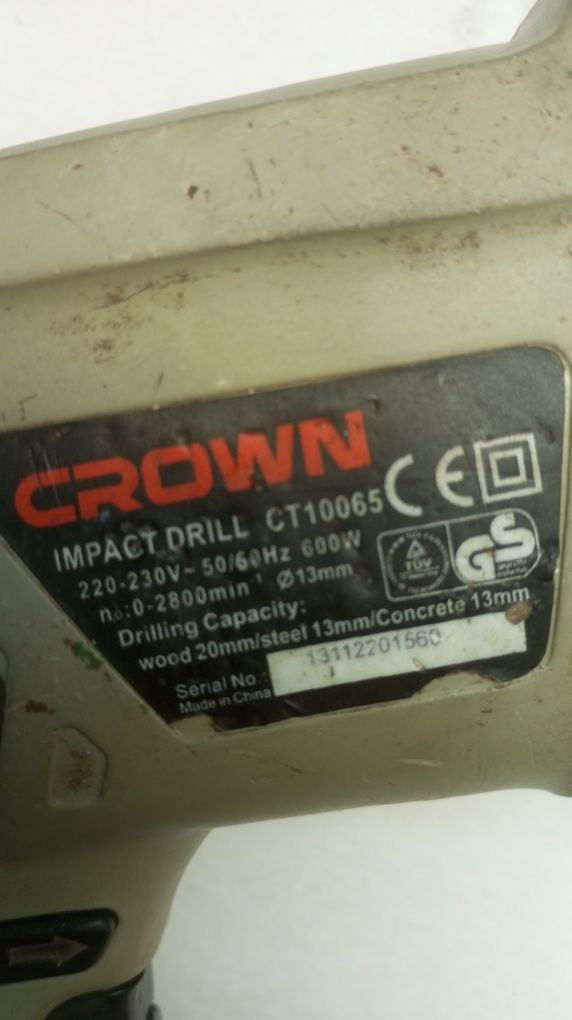 CROWN
IMPACT DRILL CT10065
220-230V~50/60Hz 600W
n₀:0-2800min⁻¹ Ø13mm
Drilling Capacity:
wood 20mm/steel 13mm/Concrete 13mm
Serial No.: 13112201560
Made in China
CE
TÜV
GS